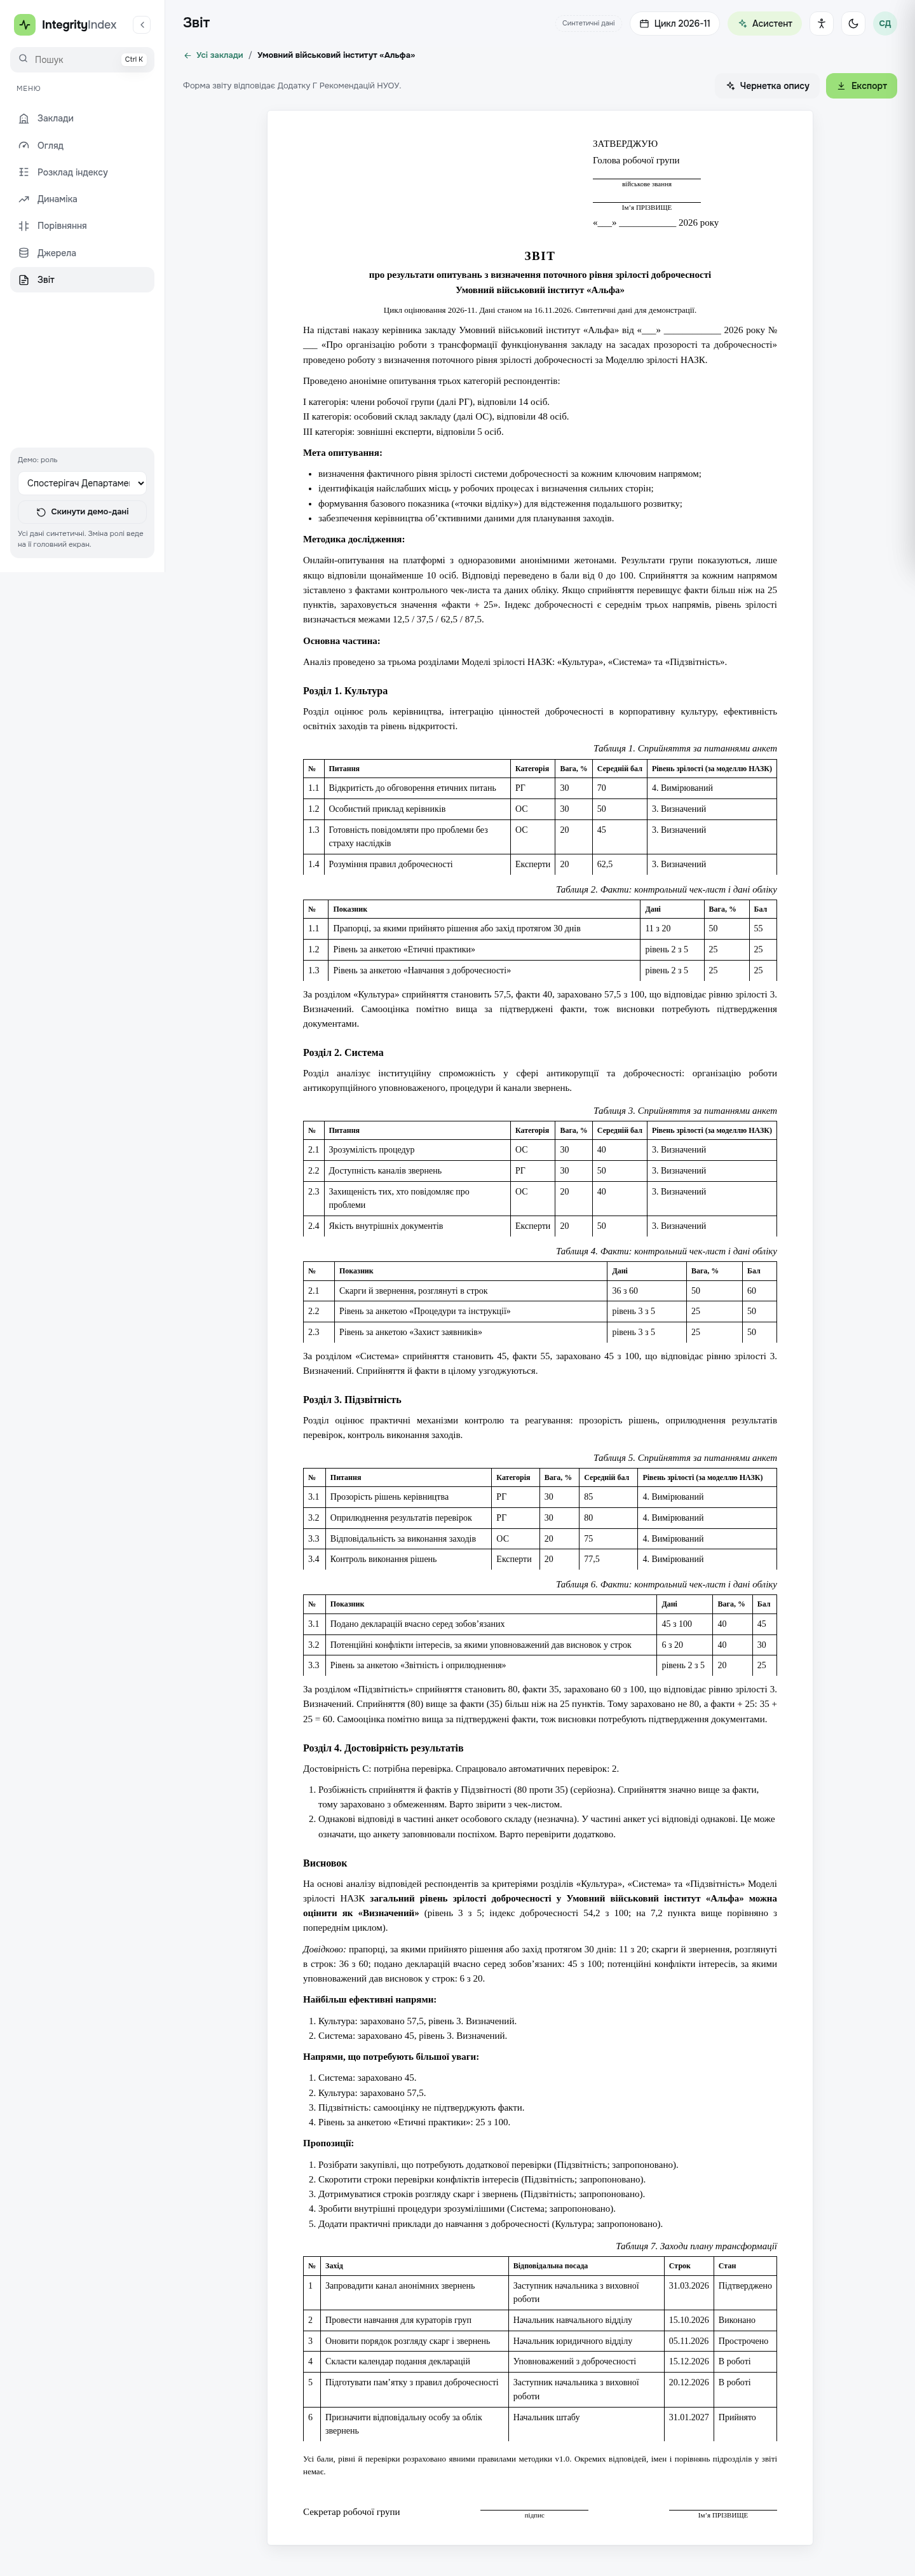 IntegrityIndex
Пошук Ctrl K
МЕНЮ
Заклади
Огляд
Розклад індексу
Динаміка
Порівняння
Джерела
Звіт
Демо: роль
Спостерігач Департамен
Скинути демо-дані
Усі дані синтетичні. Зміна ролі веде
на її головний екран.
Звіт
Синтетичні дані
Цикл 2026-11
Асистент
СД
Усі заклади / Умовний військовий інститут «Альфа»
Форма звіту відповідає Додатку Г Рекомендацій НУОУ.
Чернетка опису
Експорт
ЗАТВЕРДЖУЮ
Голова робочої групи
військове звання
Ім’я ПРІЗВИЩЕ
«___» ____________ 2026 року
ЗВІТ
про результати опитувань з визначення поточного рівня зрілості доброчесності
Умовний військовий інститут «Альфа»
Цикл оцінювання 2026-11. Дані станом на 16.11.2026. Синтетичні дані для демонстрації.
На підставі наказу керівника закладу Умовний військовий інститут «Альфа» від «___» ____________ 2026 року №
___ «Про організацію роботи з трансформації функціонування закладу на засадах прозорості та доброчесності»
проведено роботу з визначення поточного рівня зрілості доброчесності за Моделлю зрілості НАЗК.
Проведено анонімне опитування трьох категорій респондентів:
І категорія: члени робочої групи (далі РГ), відповіли 14 осіб.
ІІ категорія: особовий склад закладу (далі ОС), відповіли 48 осіб.
ІІІ категорія: зовнішні експерти, відповіли 5 осіб.
Мета опитування:
• визначення фактичного рівня зрілості системи доброчесності за кожним ключовим напрямом;
• ідентифікація найслабших місць у робочих процесах і визначення сильних сторін;
• формування базового показника («точки відліку») для відстеження подальшого розвитку;
• забезпечення керівництва об’єктивними даними для планування заходів.
Методика дослідження:
Онлайн-опитування на платформі з одноразовими анонімними жетонами. Результати групи показуються, лише
якщо відповіли щонайменше 10 осіб. Відповіді переведено в бали від 0 до 100. Сприйняття за кожним напрямом
зіставлено з фактами контрольного чек-листа та даних обліку. Якщо сприйняття перевищує факти більш ніж на 25
пунктів, зараховується значення «факти + 25». Індекс доброчесності є середнім трьох напрямів, рівень зрілості
визначається межами 12,5 / 37,5 / 62,5 / 87,5.
Основна частина:
Аналіз проведено за трьома розділами Моделі зрілості НАЗК: «Культура», «Система» та «Підзвітність».
Розділ 1. Культура
Розділ оцінює роль керівництва, інтеграцію цінностей доброчесності в корпоративну культуру, ефективність
освітніх заходів та рівень відкритості.
Таблиця 1. Сприйняття за питаннями анкет
№ Питання Категорія Вага, % Середній бал Рівень зрілості (за моделлю НАЗК)
1.1 Відкритість до обговорення етичних питань РГ 30 70 4. Вимірюваний
1.2 Особистий приклад керівників ОС 30 50 3. Визначений
1.3 Готовність повідомляти про проблеми без
страху наслідків ОС 20 45 3. Визначений
1.4 Розуміння правил доброчесності Експерти 20 62,5 3. Визначений
Таблиця 2. Факти: контрольний чек-лист і дані обліку
№ Показник Дані Вага, % Бал
1.1 Прапорці, за якими прийнято рішення або захід протягом 30 днів 11 з 20 50 55
1.2 Рівень за анкетою «Етичні практики» рівень 2 з 5 25 25
1.3 Рівень за анкетою «Навчання з доброчесності» рівень 2 з 5 25 25
За розділом «Культура» сприйняття становить 57,5, факти 40, зараховано 57,5 з 100, що відповідає рівню зрілості 3.
Визначений. Самооцінка помітно вища за підтверджені факти, тож висновки потребують підтвердження
документами.
Розділ 2. Система
Розділ аналізує інституційну спроможність у сфері антикорупції та доброчесності: організацію роботи
антикорупційного уповноваженого, процедури й канали звернень.
Таблиця 3. Сприйняття за питаннями анкет
№ Питання Категорія Вага, % Середній бал Рівень зрілості (за моделлю НАЗК)
2.1 Зрозумілість процедур ОС 30 40 3. Визначений
2.2 Доступність каналів звернень РГ 30 50 3. Визначений
2.3 Захищеність тих, хто повідомляє про
проблеми ОС 20 40 3. Визначений
2.4 Якість внутрішніх документів Експерти 20 50 3. Визначений
Таблиця 4. Факти: контрольний чек-лист і дані обліку
№ Показник Дані Вага, % Бал
2.1 Скарги й звернення, розглянуті в строк 36 з 60 50 60
2.2 Рівень за анкетою «Процедури та інструкції» рівень 3 з 5 25 50
2.3 Рівень за анкетою «Захист заявників» рівень 3 з 5 25 50
За розділом «Система» сприйняття становить 45, факти 55, зараховано 45 з 100, що відповідає рівню зрілості 3.
Визначений. Сприйняття й факти в цілому узгоджуються.
Розділ 3. Підзвітність
Розділ оцінює практичні механізми контролю та реагування: прозорість рішень, оприлюднення результатів
перевірок, контроль виконання заходів.
Таблиця 5. Сприйняття за питаннями анкет
№ Питання Категорія Вага, % Середній бал Рівень зрілості (за моделлю НАЗК)
3.1 Прозорість рішень керівництва РГ 30 85 4. Вимірюваний
3.2 Оприлюднення результатів перевірок РГ 30 80 4. Вимірюваний
3.3 Відповідальність за виконання заходів ОС 20 75 4. Вимірюваний
3.4 Контроль виконання рішень Експерти 20 77,5 4. Вимірюваний
Таблиця 6. Факти: контрольний чек-лист і дані обліку
№ Показник Дані Вага, % Бал
3.1 Подано декларацій вчасно серед зобов’язаних 45 з 100 40 45
3.2 Потенційні конфлікти інтересів, за якими уповноважений дав висновок у строк 6 з 20 40 30
3.3 Рівень за анкетою «Звітність і оприлюднення» рівень 2 з 5 20 25
За розділом «Підзвітність» сприйняття становить 80, факти 35, зараховано 60 з 100, що відповідає рівню зрілості 3.
Визначений. Сприйняття (80) вище за факти (35) більш ніж на 25 пунктів. Тому зараховано не 80, а факти + 25: 35 +
25 = 60. Самооцінка помітно вища за підтверджені факти, тож висновки потребують підтвердження документами.
Розділ 4. Достовірність результатів
Достовірність C: потрібна перевірка. Спрацювало автоматичних перевірок: 2.
1. Розбіжність сприйняття й фактів у Підзвітності (80 проти 35) (серйозна). Сприйняття значно вище за факти,
тому зараховано з обмеженням. Варто звірити з чек-листом.
2. Однакові відповіді в частині анкет особового складу (незначна). У частині анкет усі відповіді однакові. Це може
означати, що анкету заповнювали поспіхом. Варто перевірити додатково.
Висновок
На основі аналізу відповідей респондентів за критеріями розділів «Культура», «Система» та «Підзвітність» Моделі
зрілості НАЗК загальний рівень зрілості доброчесності у Умовний військовий інститут «Альфа» можна
оцінити як «Визначений» (рівень 3 з 5; індекс доброчесності 54,2 з 100; на 7,2 пункта вище порівняно з
попереднім циклом).
Довідково: прапорці, за якими прийнято рішення або захід протягом 30 днів: 11 з 20; скарги й звернення, розглянуті
в строк: 36 з 60; подано декларацій вчасно серед зобов’язаних: 45 з 100; потенційні конфлікти інтересів, за якими
уповноважений дав висновок у строк: 6 з 20.
Найбільш ефективні напрями:
1. Культура: зараховано 57,5, рівень 3. Визначений.
2. Система: зараховано 45, рівень 3. Визначений.
Напрями, що потребують більшої уваги:
1. Система: зараховано 45.
2. Культура: зараховано 57,5.
3. Підзвітність: самооцінку не підтверджують факти.
4. Рівень за анкетою «Етичні практики»: 25 з 100.
Пропозиції:
1. Розібрати закупівлі, що потребують додаткової перевірки (Підзвітність; запропоновано).
2. Скоротити строки перевірки конфліктів інтересів (Підзвітність; запропоновано).
3. Дотримуватися строків розгляду скарг і звернень (Підзвітність; запропоновано).
4. Зробити внутрішні процедури зрозумілішими (Система; запропоновано).
5. Додати практичні приклади до навчання з доброчесності (Культура; запропоновано).
Таблиця 7. Заходи плану трансформації
№ Захід Відповідальна посада Строк Стан
1 Запровадити канал анонімних звернень Заступник начальника з виховної
роботи 31.03.2026 Підтверджено
2 Провести навчання для кураторів груп Начальник навчального відділу 15.10.2026 Виконано
3 Оновити порядок розгляду скарг і звернень Начальник юридичного відділу 05.11.2026 Прострочено
4 Скласти календар подання декларацій Уповноважений з доброчесності 15.12.2026 В роботі
5 Підготувати пам’ятку з правил доброчесності Заступник начальника з виховної
роботи 20.12.2026 В роботі
6 Призначити відповідальну особу за облік
звернень Начальник штабу 31.01.2027 Прийнято
Усі бали, рівні й перевірки розраховано явними правилами методики v1.0. Окремих відповідей, імен і порівнянь підрозділів у звіті
немає.
Секретар робочої групи
підпис
Ім’я ПРІЗВИЩЕ